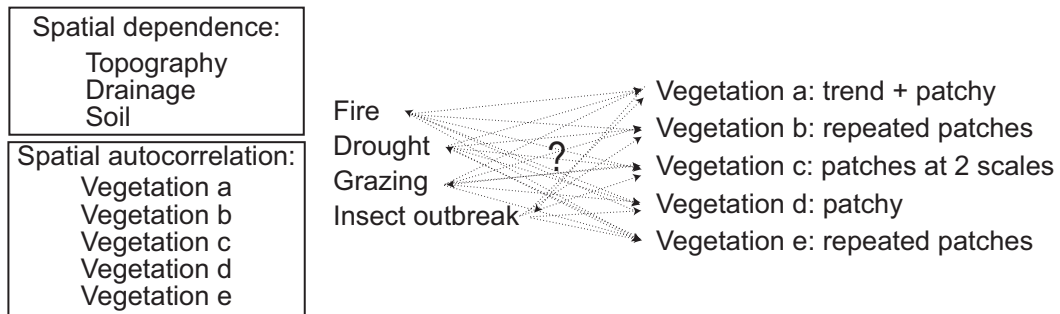 Spatial dependence:
Topography
Drainage
Soil
Spatial autocorrelation:
Vegetation a
Vegetation b
Vegetation c
Vegetation d
Vegetation e
Fire
Drought
Grazing
Insect outbreak
?
Vegetation a: trend + patchy
Vegetation b: repeated patches
Vegetation c: patches at 2 scales
Vegetation d: patchy
Vegetation e: repeated patches